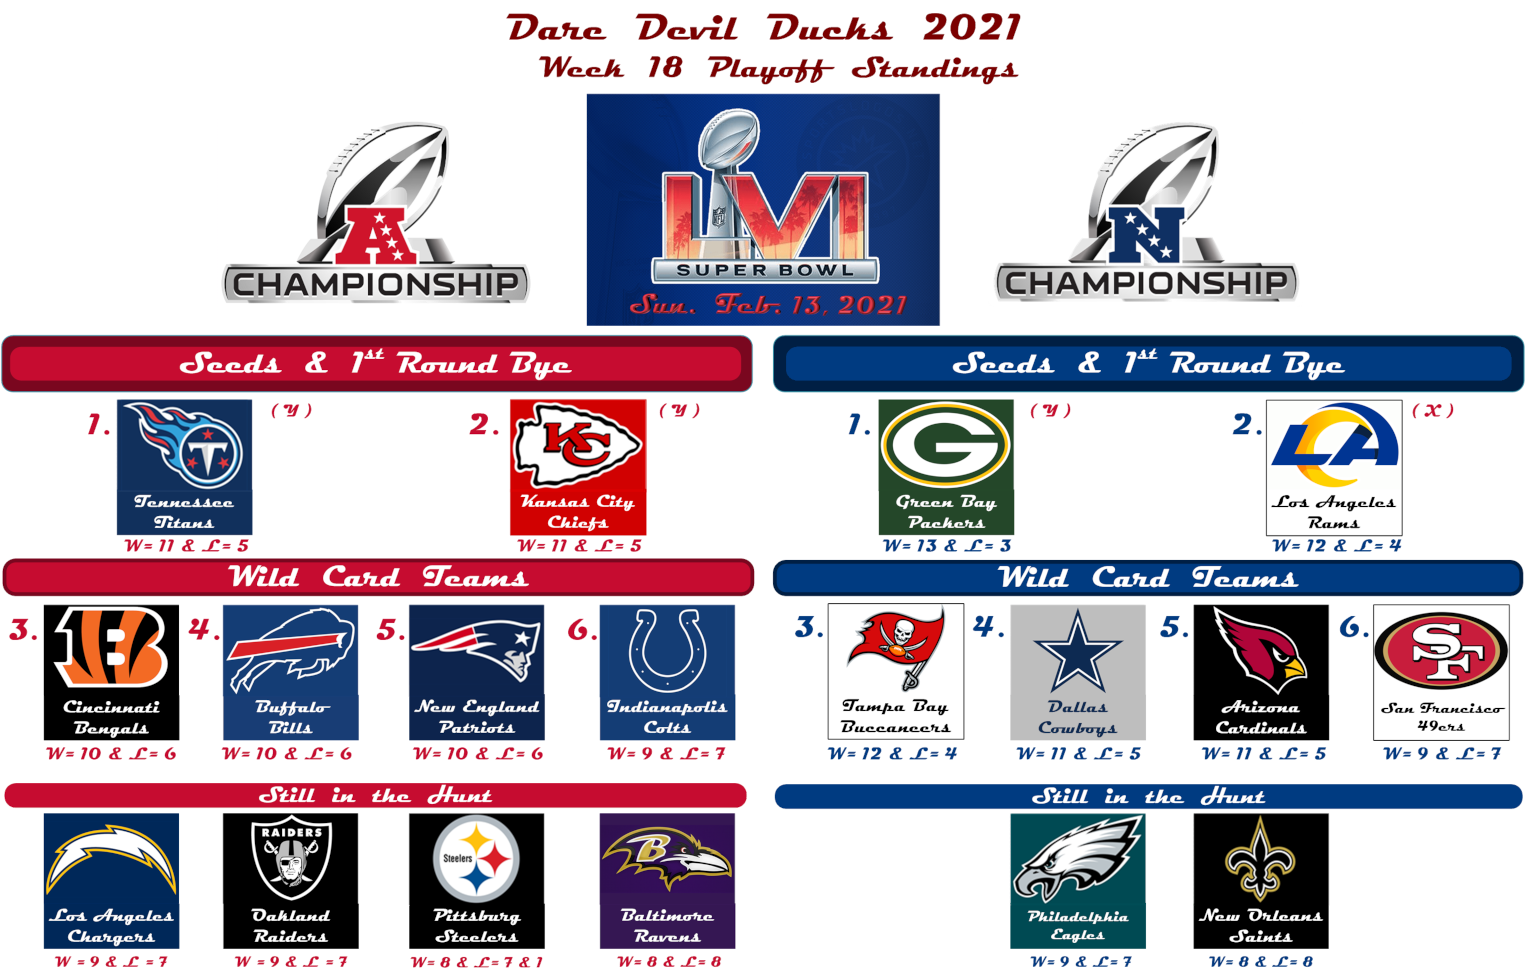 Dare Devil Ducks 2021
Week 18 Playoff Standings
A
CHAMPIONSHIP
LVI
SUPER BOWL
Sun. Feb. 13, 2021
N
CHAMPIONSHIP
Seeds & 1st Round Bye
1.
Tennessee
Titans
(Y)
W= 11 & L= 5
2.
KC
Kansas City
Chiefs
(Y)
W= 11 & L= 5
Seeds & 1st Round Bye
1.
G
Green Bay
Packers
(Y)
W= 13 & L= 3
2.
LA
Los Angeles
Rams
(X)
W= 12 & L= 4
Wild Card Teams
3.
B
Cincinnati
Bengals
W= 10 & L= 6
4.
Buffalo
Bills
W= 10 & L= 6
5.
New England
Patriots
W= 10 & L= 6
6.
Indianapolis
Colts
W= 9 & L= 7
Wild Card Teams
3.
Tampa Bay
Buccaneers
W= 12 & L= 4
4.
Dallas
Cowboys
W= 11 & L= 5
5.
Arizona
Cardinals
W= 11 & L= 5
6.
SF
San Francisco
49ers
W= 9 & L= 7
Still in the Hunt
Los Angeles
Chargers
W = 9 & L = 7
RAIDERS
Oakland
Raiders
W= 9 & L = 7
Steelers
Pittsburg
Steelers
W= 8 & L= 7 & 1
B
Baltimore
Ravens
W= 8 & L= 8
Still in the Hunt
Philadelphia
Eagles
W= 9 & L= 7
New Orleans
Saints
W= 8 & L= 8